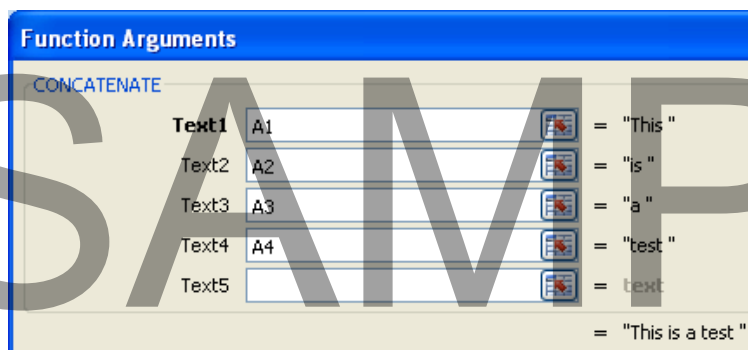 Function Arguments
CONCATENATE
Text1 A1 = "This "
Text2 A2 = "is "
Text3 A3 = "a "
Text4 A4 = "test "
Text5 = text
= "This is a test "
SAMP